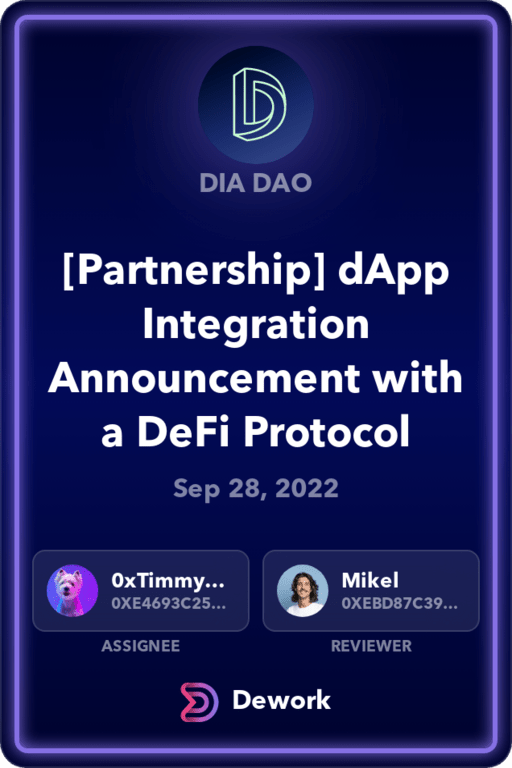 DIA DAO
[Partnership] dApp
Integration
Announcement with
a DeFi Protocol
Sep 28, 2022
0xTimmy...
0XE4693C25...
ASSIGNEE
Mikel
0XEBD87C39...
REVIEWER
Dework